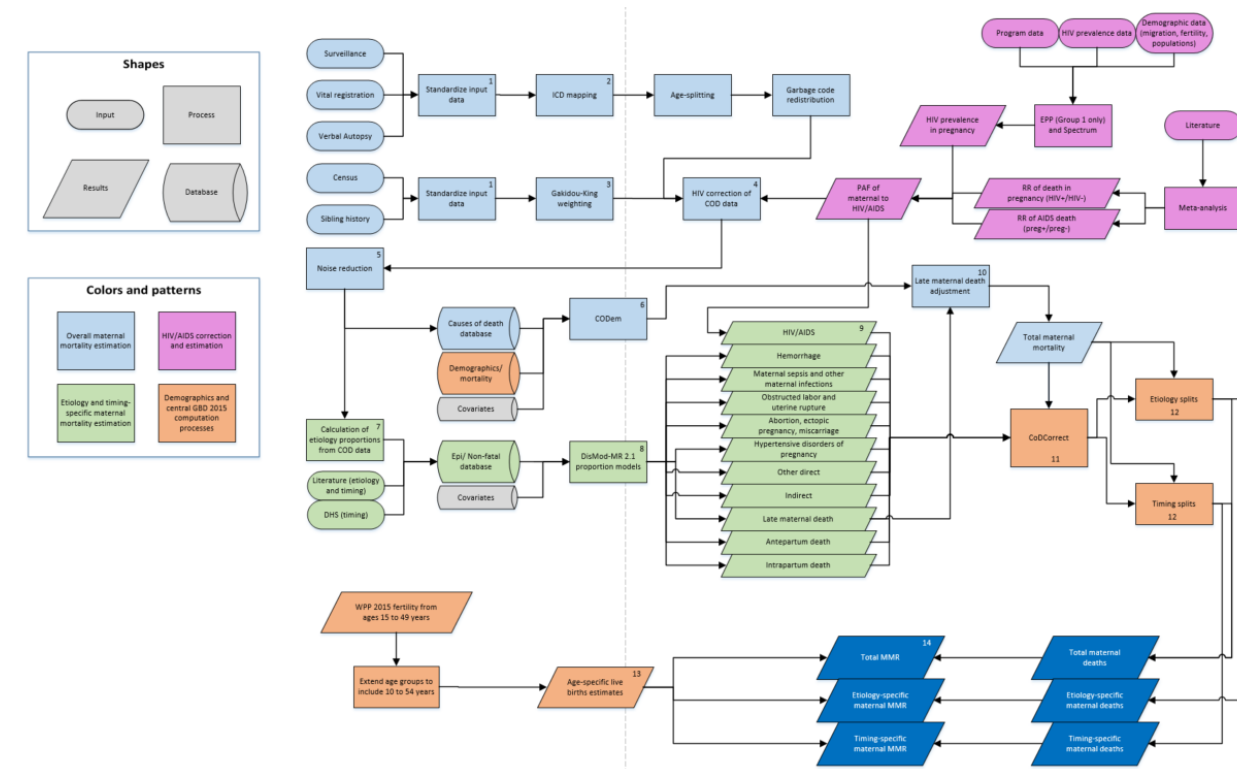 Shapes
Input
Process
Results
Database
Colors and patterns
Overall maternal
mortality estimation
HIV/AIDS correction
and estimation
Etiology and timing-
specific maternal
mortality estimation
Demographics and
central GBD 2015
computation
processes
Surveillance
Vital registration
Verbal Autopsy
1
Standardize input
data
2
ICD mapping
Age-splitting
Garbage code
redistribution
Census
Sibling history
1
Standardize input
data
3
Gakidou-King
weighting
4
HIV correction of
COD data
Program data
HIV prevalence data
Demographic data
(migration, fertility,
populations)
HIV prevalence
in pregnancy
EPP (Group 1 only)
and Spectrum
Literature
PAF of
maternal to
HIV/AIDS
RR of death in
pregnancy (HIV+/HIV-)
RR of AIDS death
(preg+/preg-)
Meta-analysis
5
Noise reduction
Causes of death
database
Demographics/
mortality
Covariates
6
CODem
10
Late maternal death
adjustment
Total maternal
mortality
7
Calculation of
etiology proportions
from COD data
Literature (etiology
and timing)
DHS (timing)
Epi/ Non-fatal
database
Covariates
8
DisMod-MR 2.1
proportion models
9
HIV/AIDS
Hemorrhage
Maternal sepsis and other
maternal infections
Obstructed labor and
uterine rupture
Abortion, ectopic
pregnancy, miscarriage
Hypertensive disorders of
pregnancy
Other direct
Indirect
Late maternal death
Antepartum death
Intrapartum death
CoDCorrect
11
Etiology splits
12
Timing splits
12
WPP 2015 fertility from
ages 15 to 49 years
Extend age groups to
include 10 to 54 years
13
Age-specific live
births estimates
14
Total MMR
Total maternal
deaths
Etiology-specific
maternal MMR
Etiology-specific
maternal deaths
Timing-specific
maternal MMR
Timing-specific
maternal deaths